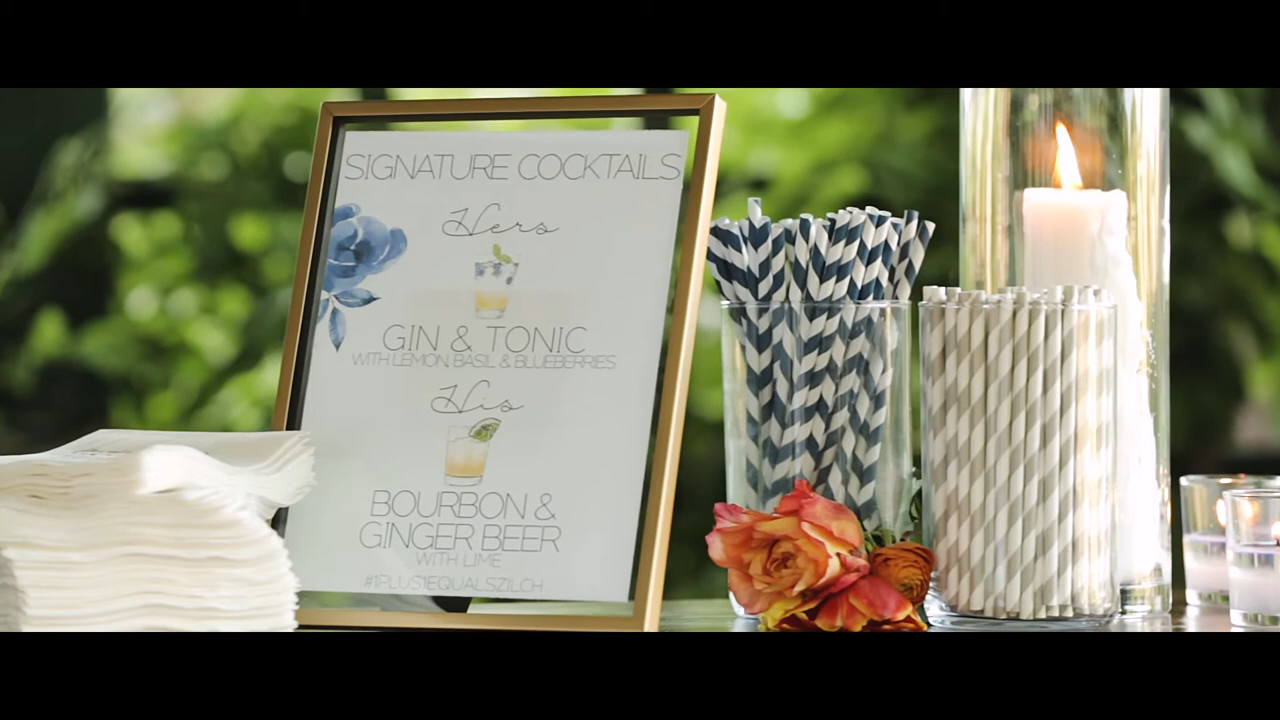 SIGNATURE COCKTAILS
Hers
GIN & TONIC
WITH LEMON, BASIL & BLUEBERRIES
His
BOURBON &
GINGER BEER
WITH LIME
#1PLUS1EQUALSZILCH